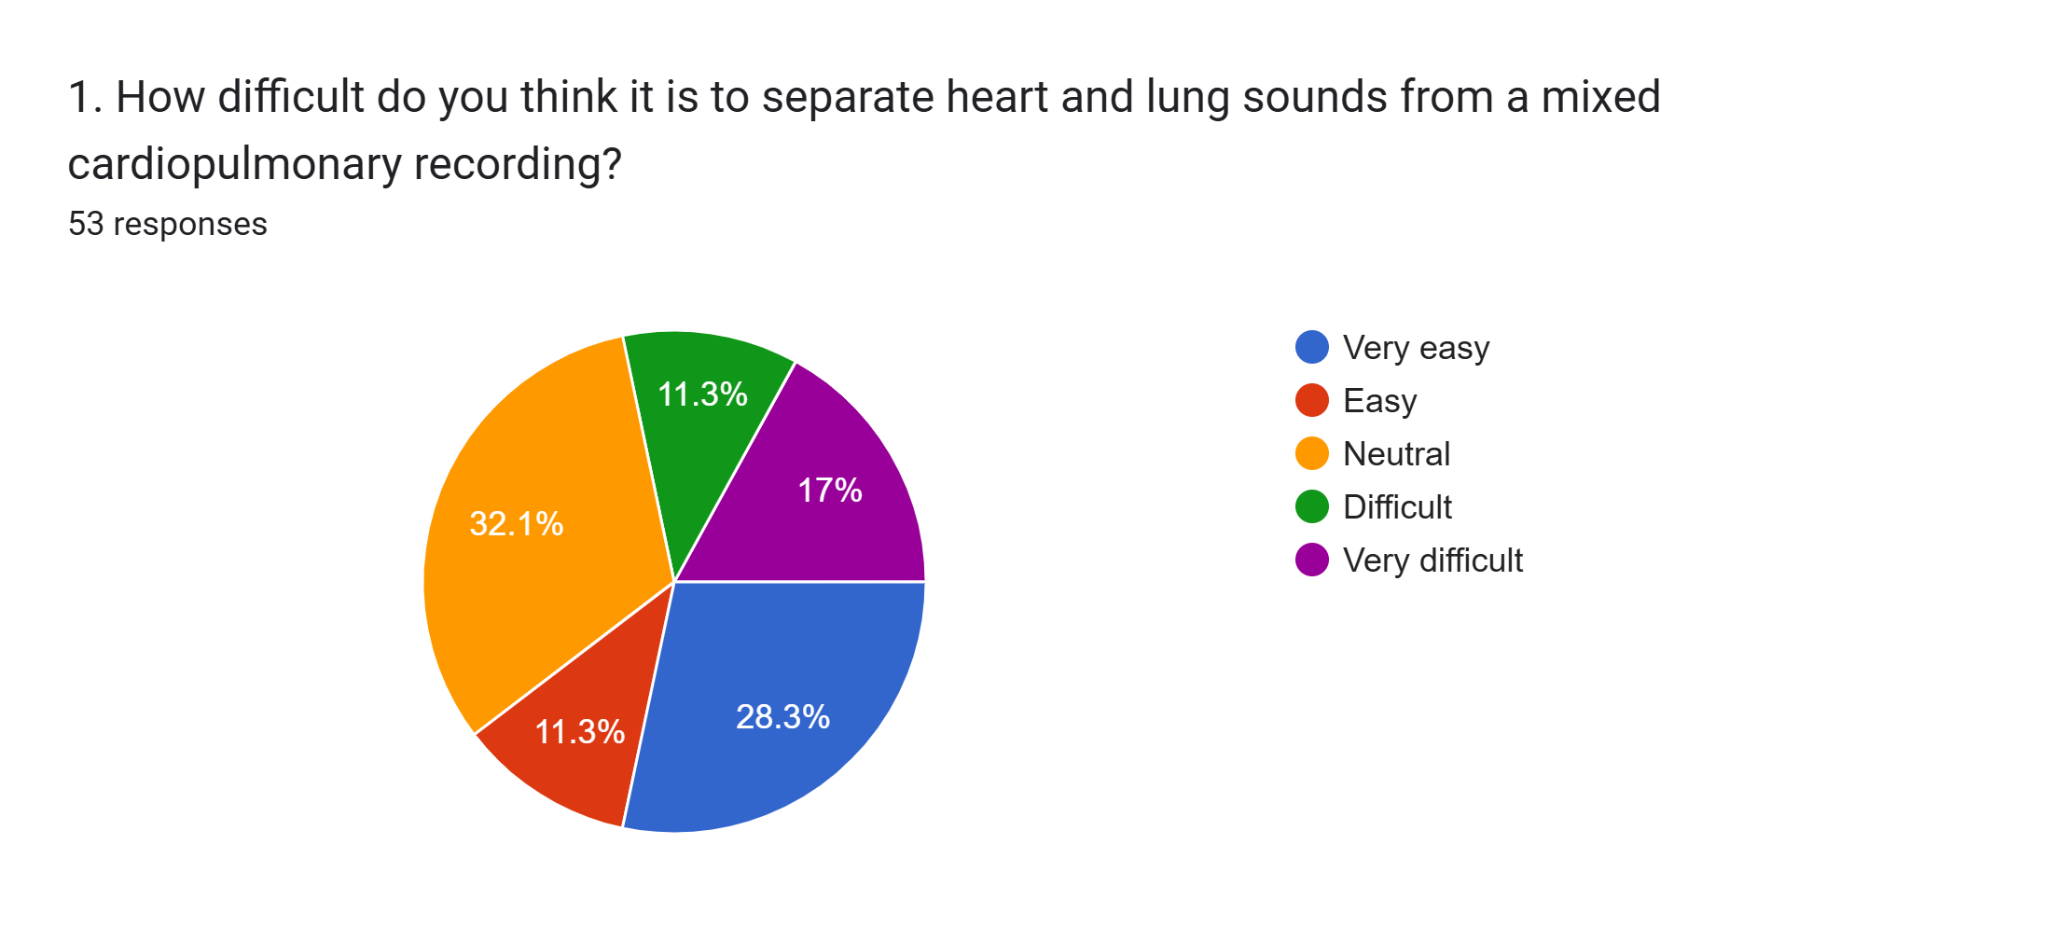 1. How difficult do you think it is to separate heart and lung sounds from a mixed
cardiopulmonary recording?
53 responses
11.3%
17%
32.1%
11.3%
28.3%
Very easy
Easy
Neutral
Difficult
Very difficult